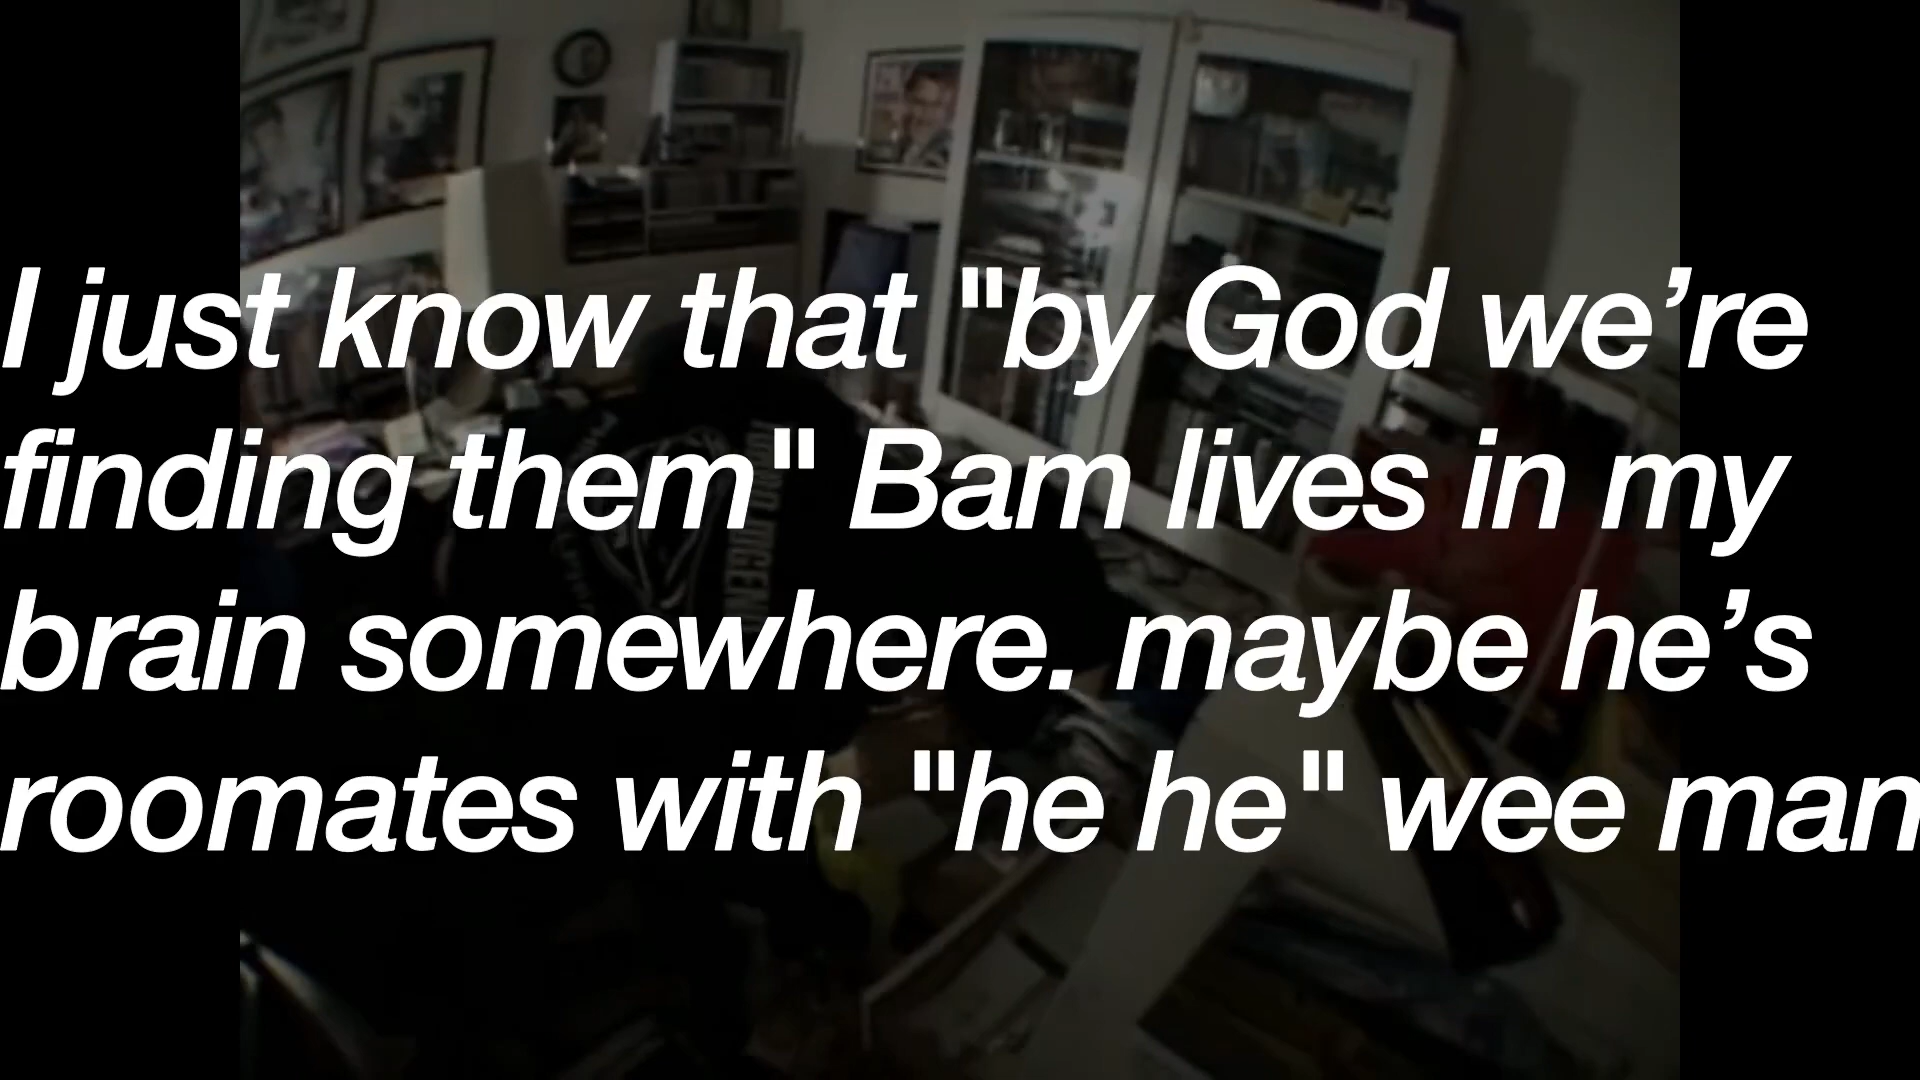 I just know that "by God we’re
finding them" Bam lives in my
brain somewhere. maybe he’s
roomates with "he he" wee man